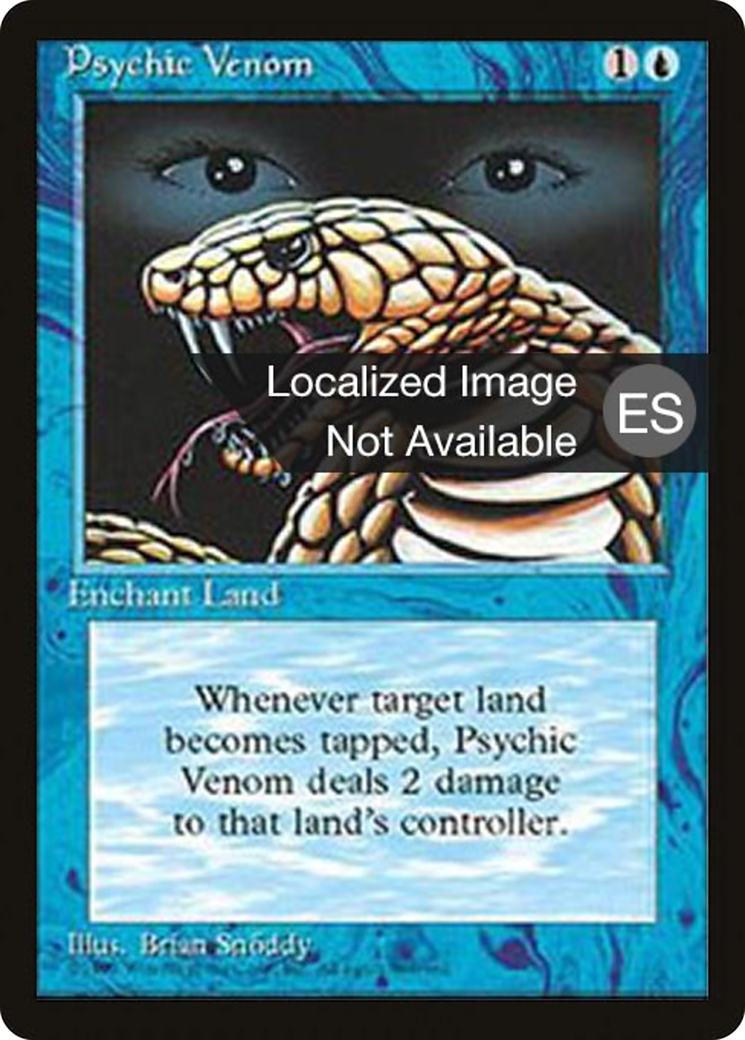 Psychic Venom 1
Localized Image
Not Available
ES
Enchant Land
Whenever target land
becomes tapped, Psychic
Venom deals 2 damage
to that land's controller.
Illus. Brian Snöddy